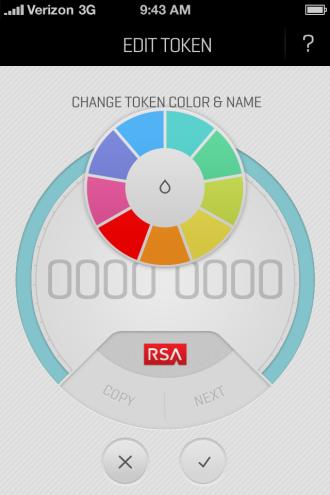 Verizon 3G 9:43 AM
EDIT TOKEN ?
CHANGE TOKEN COLOR & NAME
0000 0000
RSA
COPY NEXT